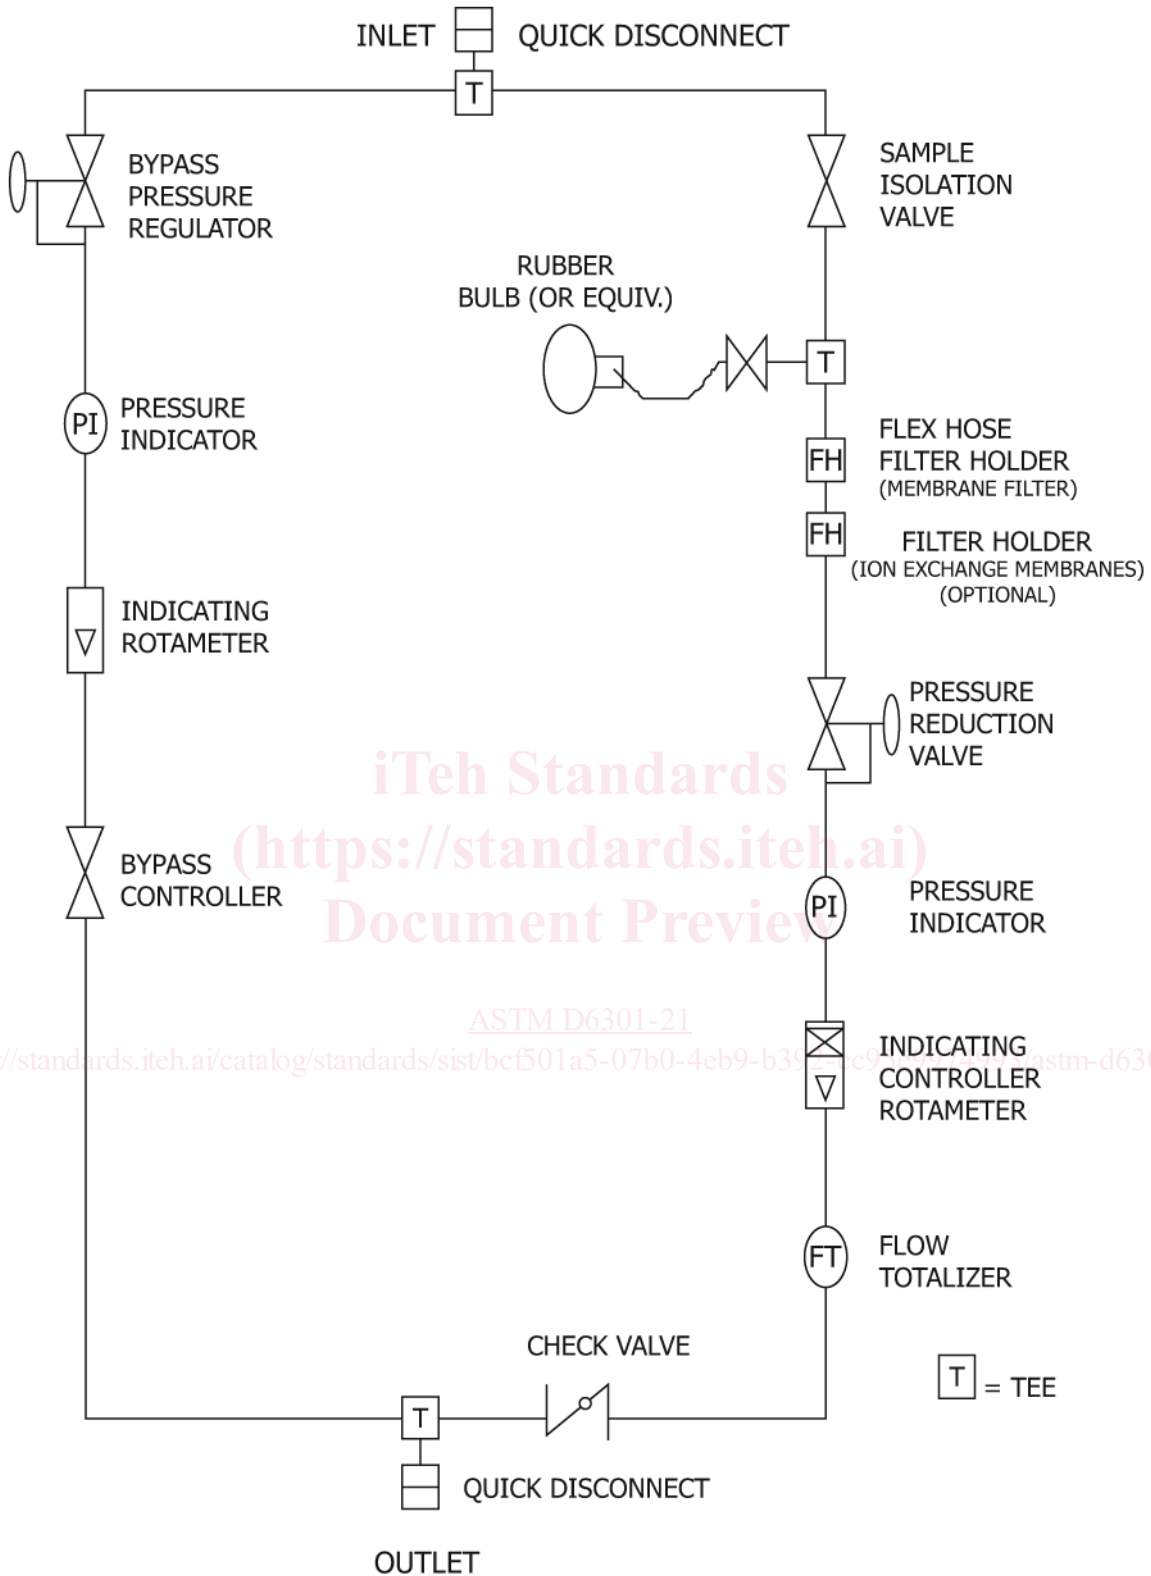 INLET
QUICK DISCONNECT
T
BYPASS
PRESSURE
REGULATOR
SAMPLE
ISOLATION
VALVE
RUBBER
BULB (OR EQUIV.)
T
PI
PRESSURE
INDICATOR
FH
FLEX HOSE
FILTER HOLDER
(MEMBRANE FILTER)
FH
FILTER HOLDER
(ION EXCHANGE MEMBRANES)
(OPTIONAL)
INDICATING
ROTAMETER
PRESSURE
REDUCTION
VALVE
iTeh Standards
(https://standards.iteh.ai)
Document Preview
BYPASS
CONTROLLER
PI
PRESSURE
INDICATOR
ASTM D6301-21
INDICATING
CONTROLLER
ROTAMETER
FT
FLOW
TOTALIZER
CHECK VALVE
T
= TEE
T
QUICK DISCONNECT
OUTLET